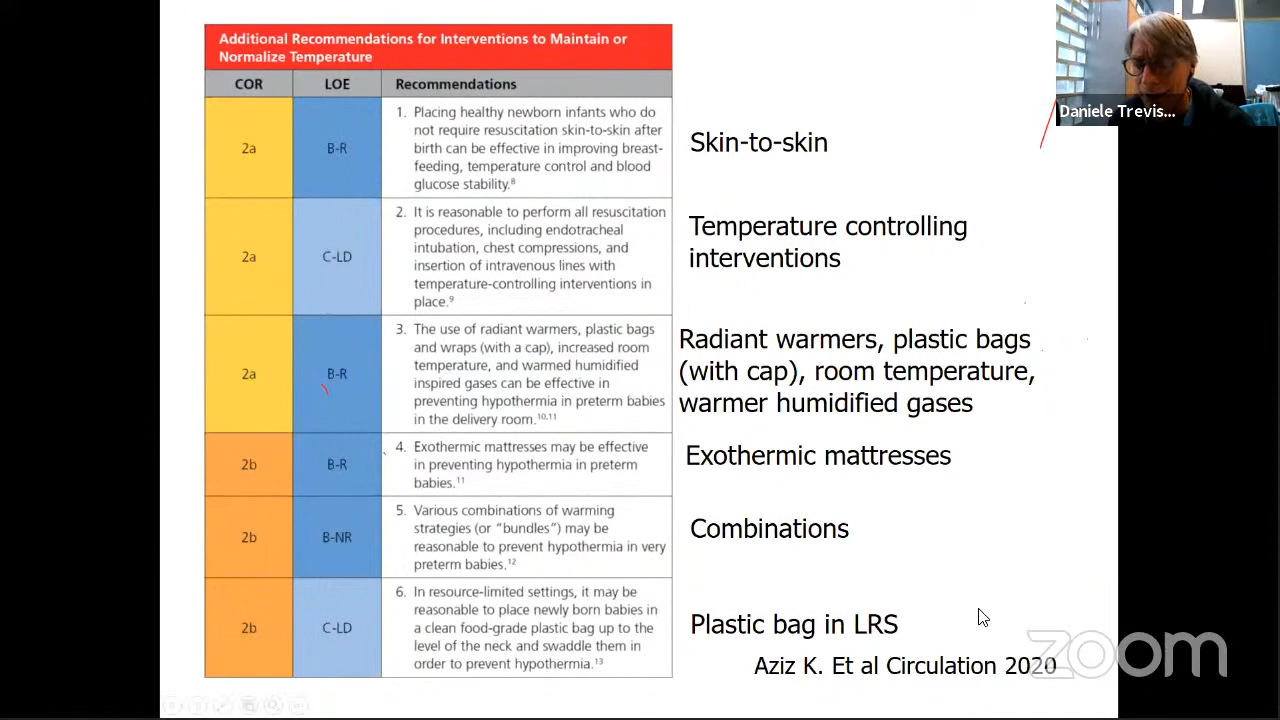 Additional Recommendations for Interventions to Maintain or
Normalize Temperature
COR
LOE
Recommendations
2a
B-R
1. Placing healthy newborn infants who do
not require resuscitation skin-to-skin after
birth can be effective in improving breast-
feeding, temperature control and blood
glucose stability.⁸
Skin-to-skin
2a
C-LD
2. It is reasonable to perform all resuscitation
procedures, including endotracheal
intubation, chest compressions, and
insertion of intravenous lines with
temperature-controlling interventions in
place.⁹
Temperature controlling
interventions
2a
B-R
3. The use of radiant warmers, plastic bags
and wraps (with a cap), increased room
temperature, and warmed humidified
inspired gases can be effective in
preventing hypothermia in preterm babies
in the delivery room.¹⁰,¹¹
Radiant warmers, plastic bags
(with cap), room temperature,
warmer humidified gases
2b
B-R
4. Exothermic mattresses may be effective
in preventing hypothermia in preterm
babies.¹¹
Exothermic mattresses
2b
B-NR
5. Various combinations of warming
strategies (or “bundles”) may be
reasonable to prevent hypothermia in very
preterm babies.¹²
Combinations
2b
C-LD
6. In resource-limited settings, it may be
reasonable to place newly born babies in
a clean food-grade plastic bag up to the
level of the neck and swaddle them in
order to prevent hypothermia.¹³
Plastic bag in LRS
Aziz K. Et al Circulation 2020
Daniele Trevis...
zoom